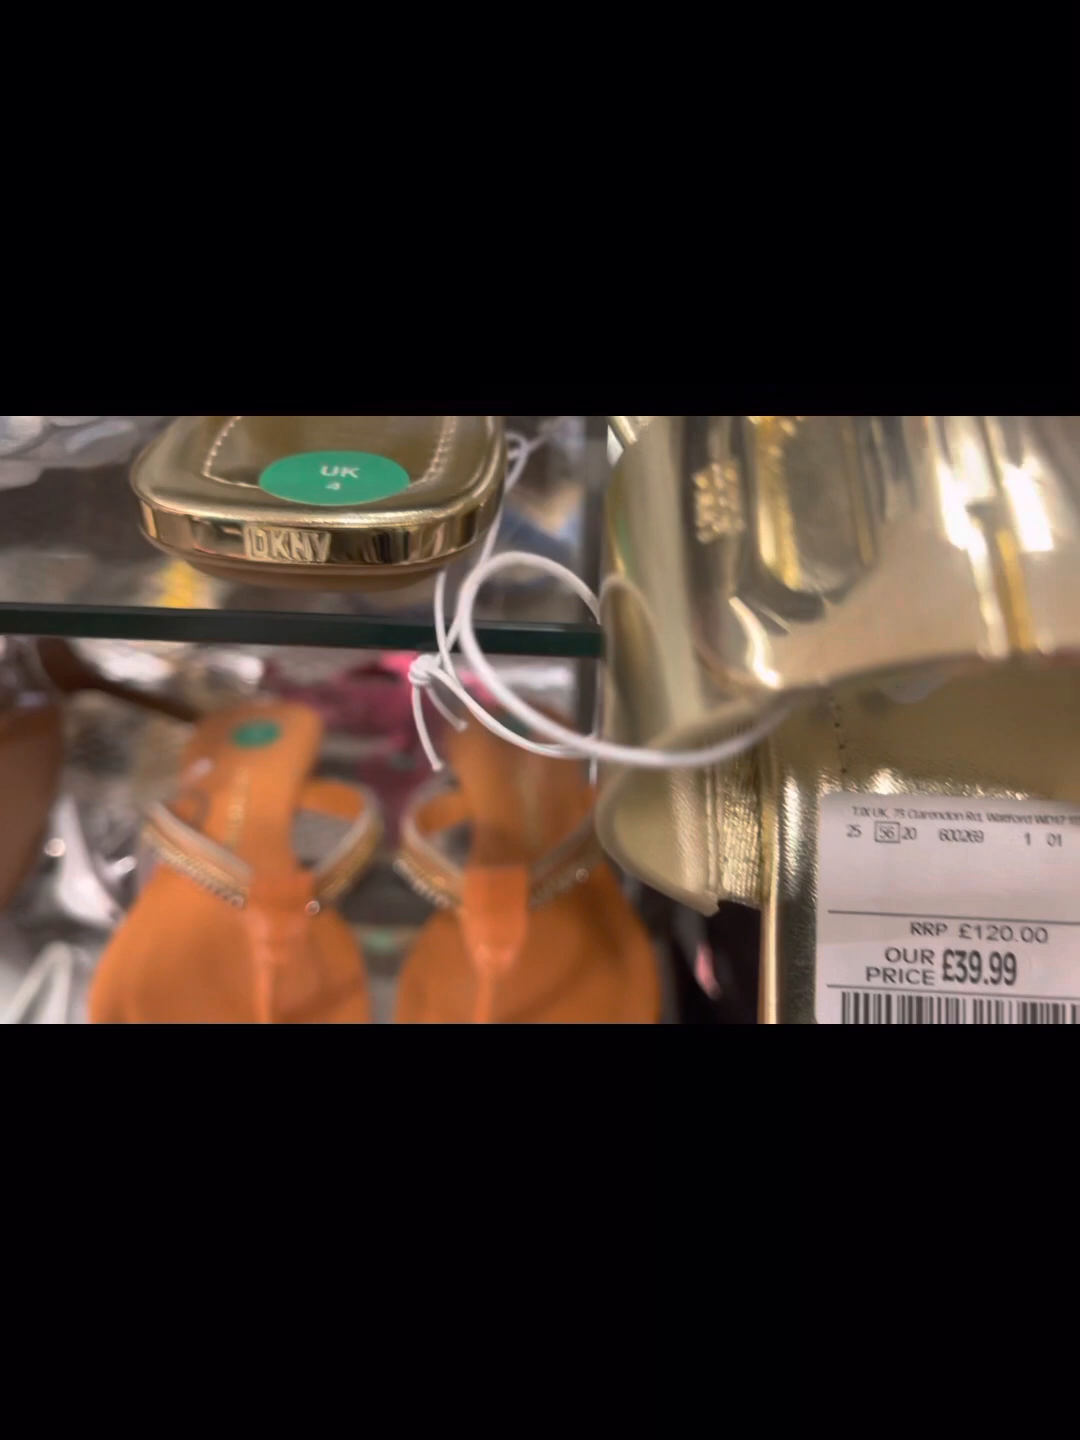 UK
4
DKNY
TJX UK, 73 Clarendon Rd, Watford WD17
25 56 20 600269 1 01
RRP £120.00
OUR PRICE £39.99